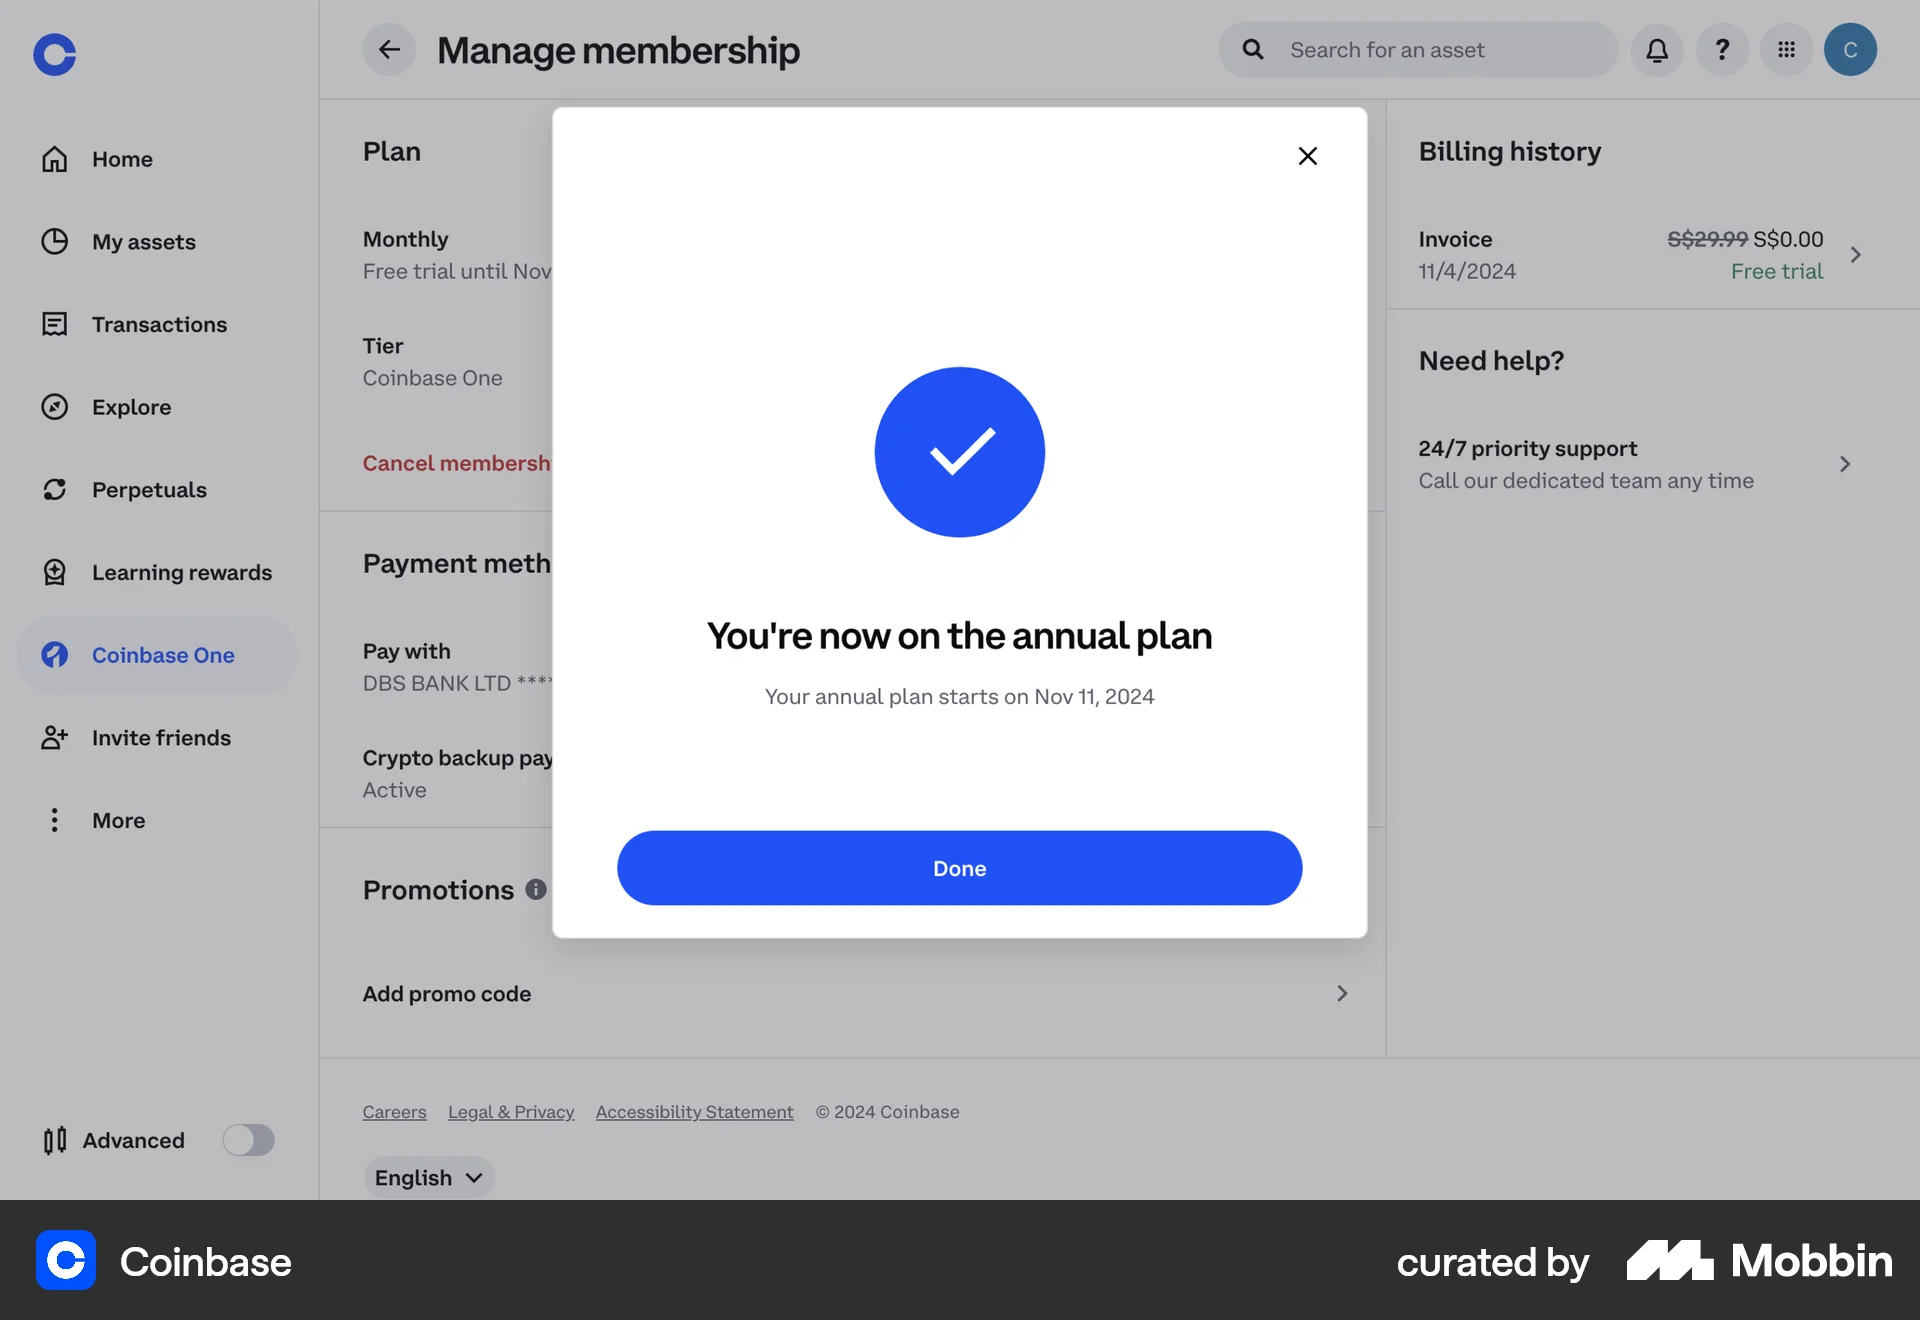 Manage membership
Search for an asset
C
Home
My assets
Transactions
Explore
Perpetuals
Learning rewards
Coinbase One
Invite friends
More
Advanced
Plan
Monthly
Free trial until Nov
Tier
Coinbase One
Cancel membersh
Payment meth
Pay with
DBS BANK LTD ****
Crypto backup pay
Active
Promotions
Add promo code
You're now on the annual plan
Your annual plan starts on Nov 11, 2024
Done
Billing history
Invoice S$29.99 S$0.00
11/4/2024 Free trial
Need help?
24/7 priority support
Call our dedicated team any time
Careers Legal & Privacy Accessibility Statement © 2024 Coinbase
English
Coinbase
curated by Mobbin